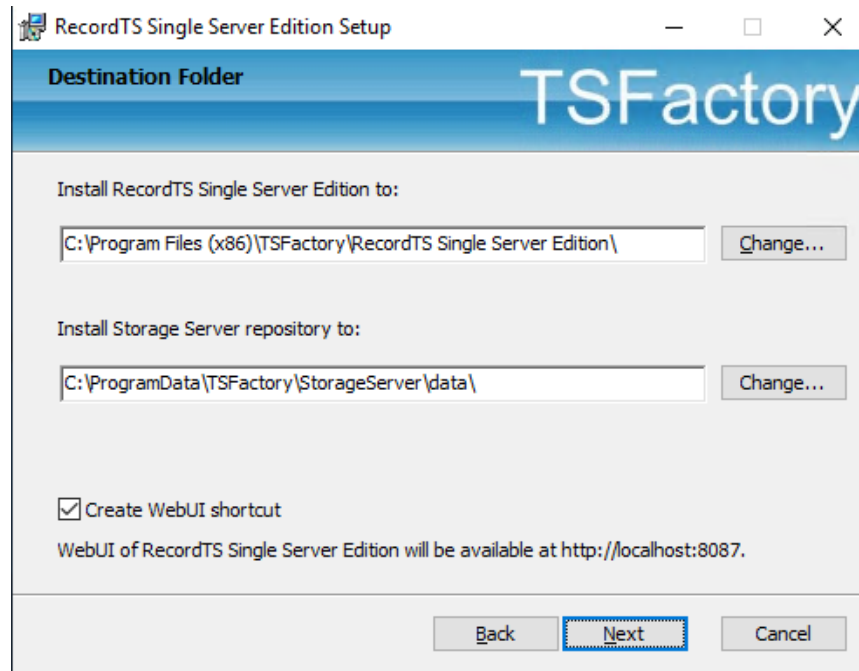 RecordTS Single Server Edition Setup
Destination Folder
TSFactory
Install RecordTS Single Server Edition to:
C:\Program Files (x86)\TSFactory\RecordTS Single Server Edition\
Change...
Install Storage Server repository to:
C:\ProgramData\TSFactory\StorageServer\data\
Change...
Create WebUI shortcut
WebUI of RecordTS Single Server Edition will be available at http://localhost:8087.
Back Next Cancel